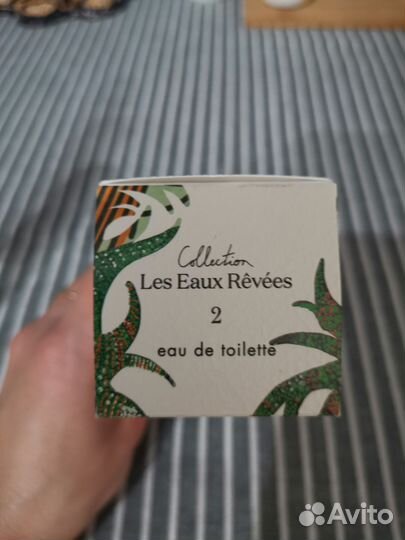 Collection
Les Eaux Rêvées
2
eau de toilette
Avito